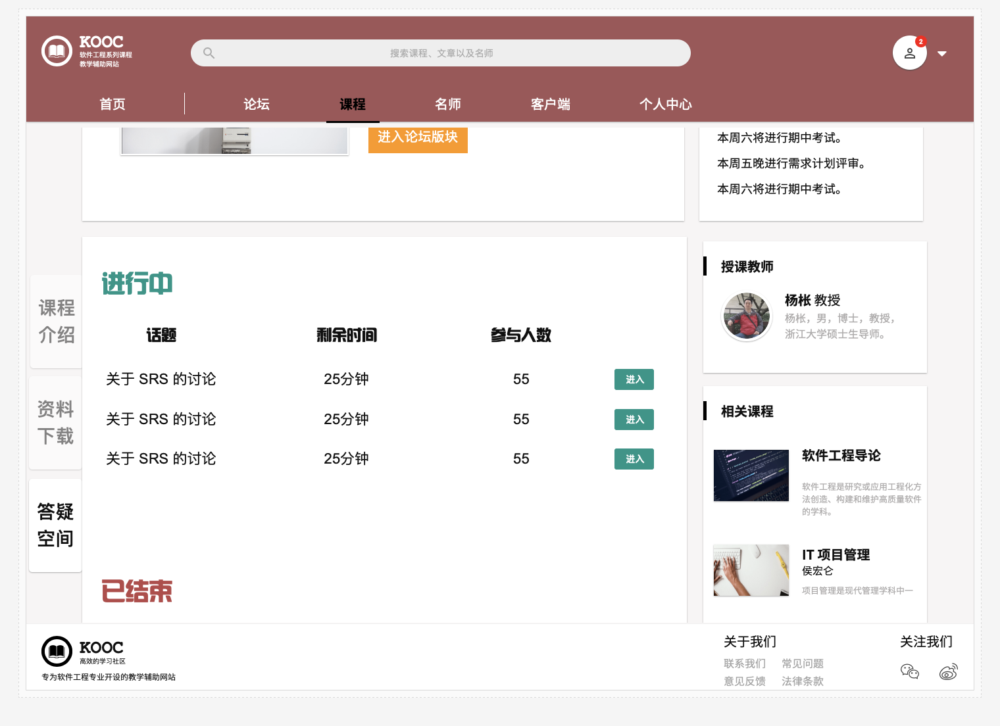 KOOC
软件工程系列课程
教学辅助网站
搜索课程、文章以及名师
2
首页
论坛
课程
名师
客户端
个人中心
进入论坛版块
本周六将进行期中考试。
本周五晚进行需求计划评审。
本周六将进行期中考试。
课程
介绍
资料
下载
答疑
空间
进行中
话题 剩余时间 参与人数
关于 SRS 的讨论 25分钟 55 进入
关于 SRS 的讨论 25分钟 55 进入
关于 SRS 的讨论 25分钟 55 进入
已结束
授课教师
杨枨 教授
杨枨，男，博士，教授，
浙江大学硕士生导师。
相关课程
软件工程导论
软件工程是研究或应用工程化方
法创造、构建和维护高质量软件
的学科。
IT 项目管理
侯宏仑
项目管理是现代管理学科中一
KOOC
高效的学习社区
专为软件工程专业开设的教学辅助网站
关于我们
联系我们 常见问题
意见反馈 法律条款
关注我们